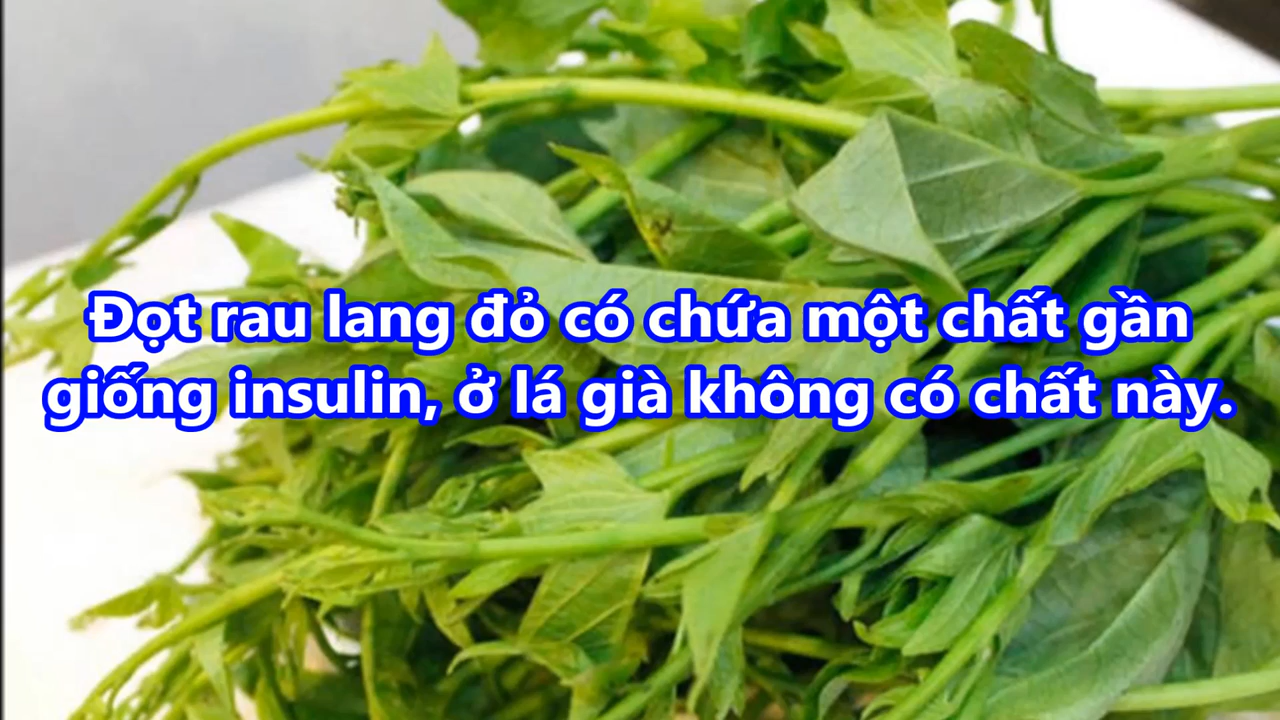 Đọt rau lang đỏ có chứa một chất gần
giống insulin, ở lá già không có chất này.